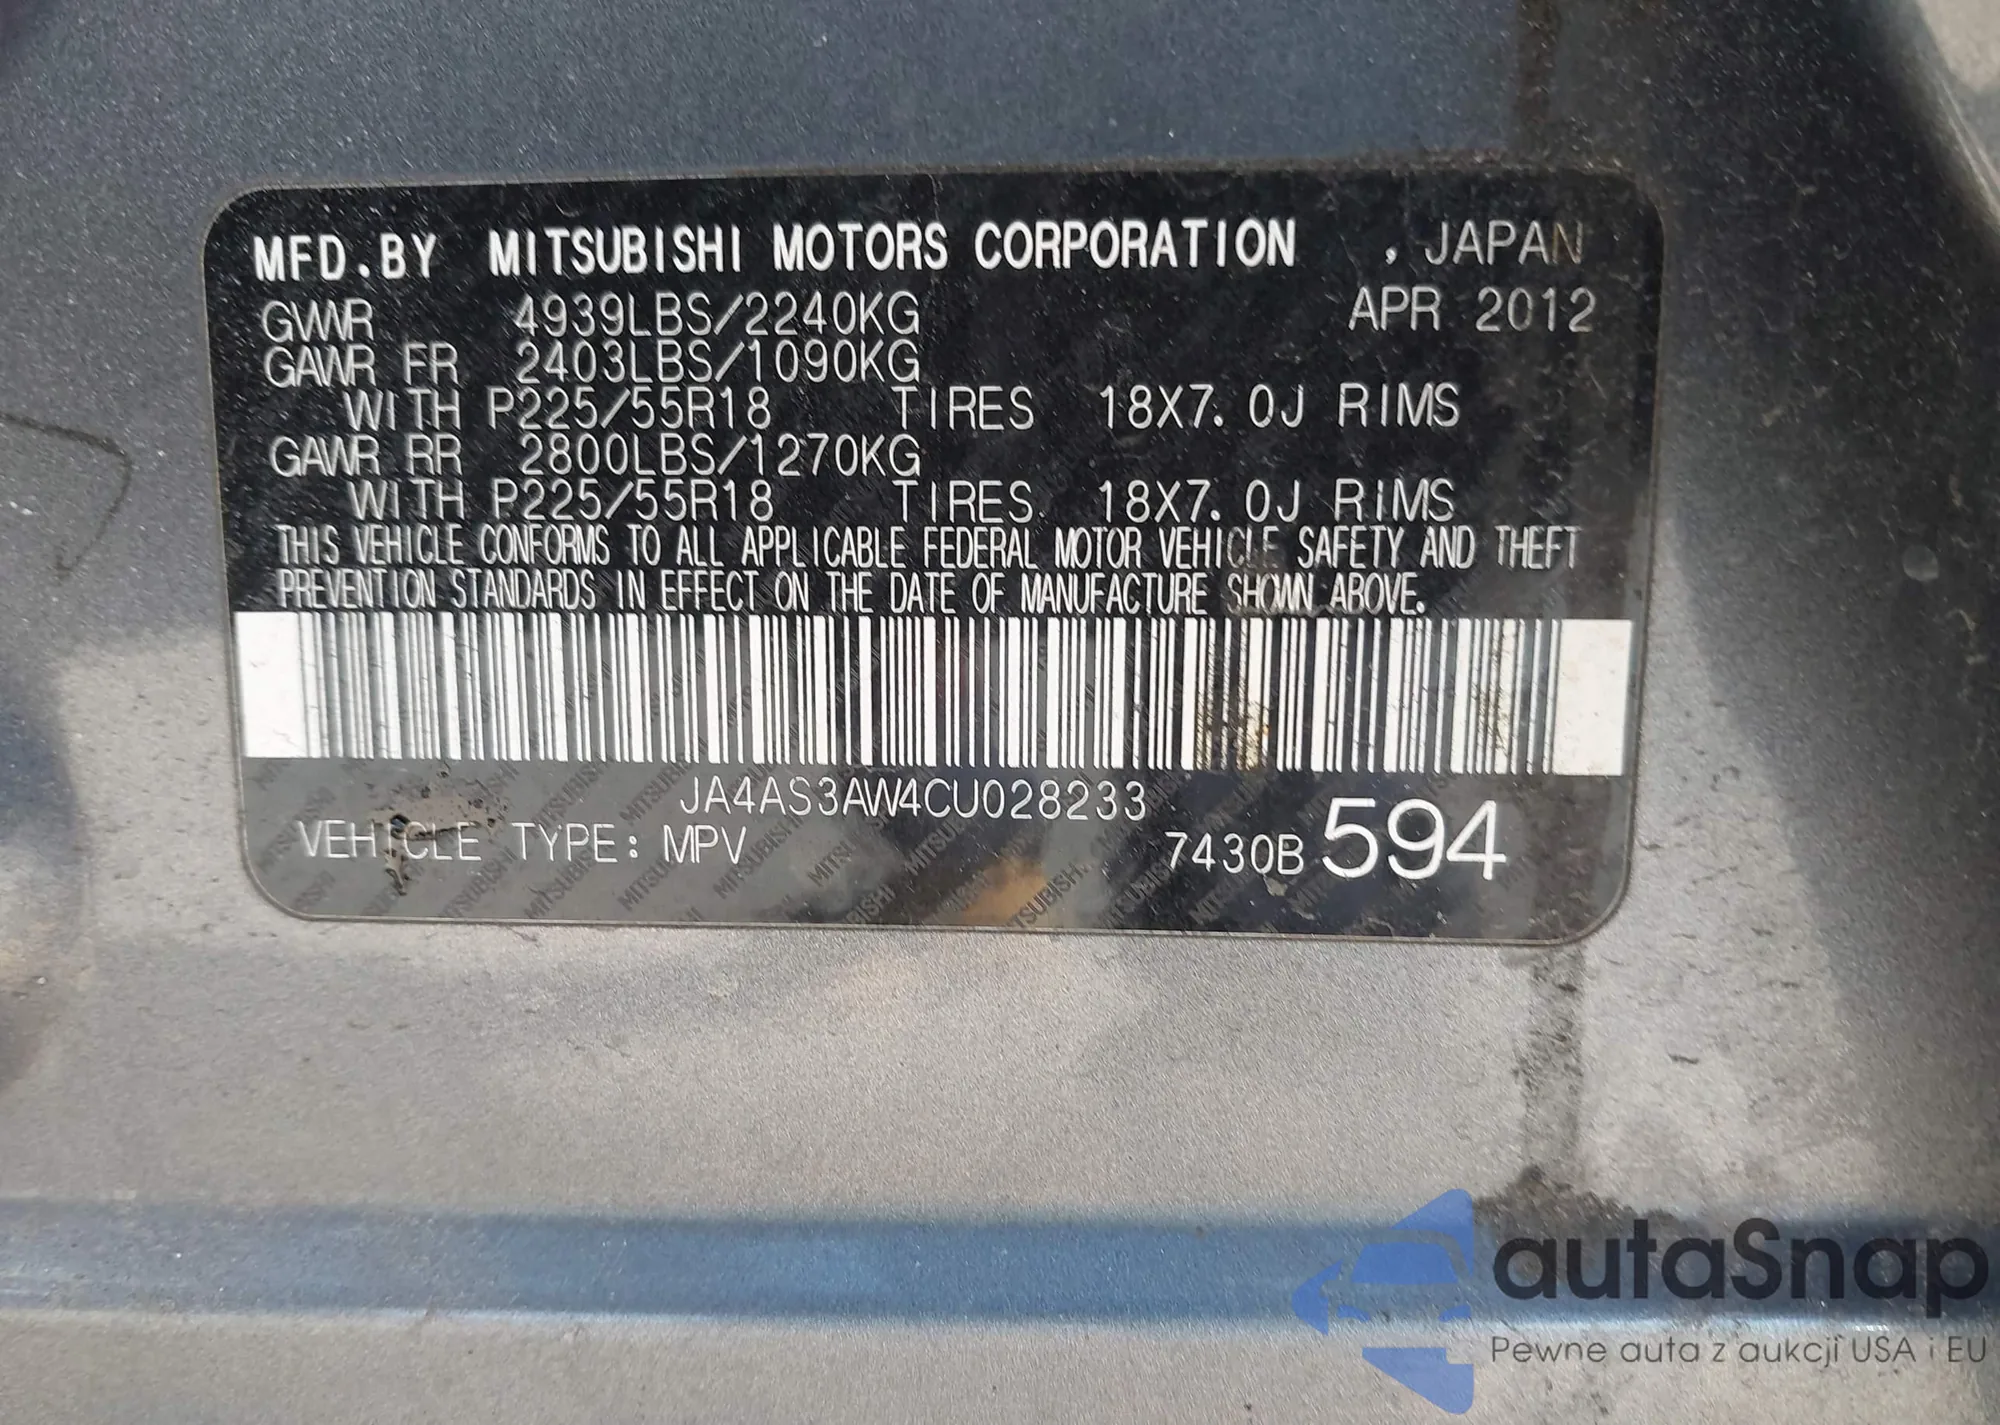 MFD.BY MITSUBISHI MOTORS CORPORATION , JAPAN
GVWR 4939LBS/2240KG APR 2012
GAWR FR 2403LBS/1090KG
WITH P225/55R18 TIRES 18X7.0J RIMS
GAWR RR 2800LBS/1270KG
WITH P225/55R18 TIRES. 18X7.0J RIMS
THIS VEHICLE CONFORMS TO ALL APPLICABLE FEDERAL MOTOR VEHICLE SAFETY AND THEFT
PREVENTION STANDARDS IN EFFECT ON THE DATE OF MANUFACTURE SHOWN ABOVE.
JA4AS3AW4CU028233
VEHICLE TYPE: MPV 7430B 594
autaSnap
Pewne auta z aukcji USA i EU